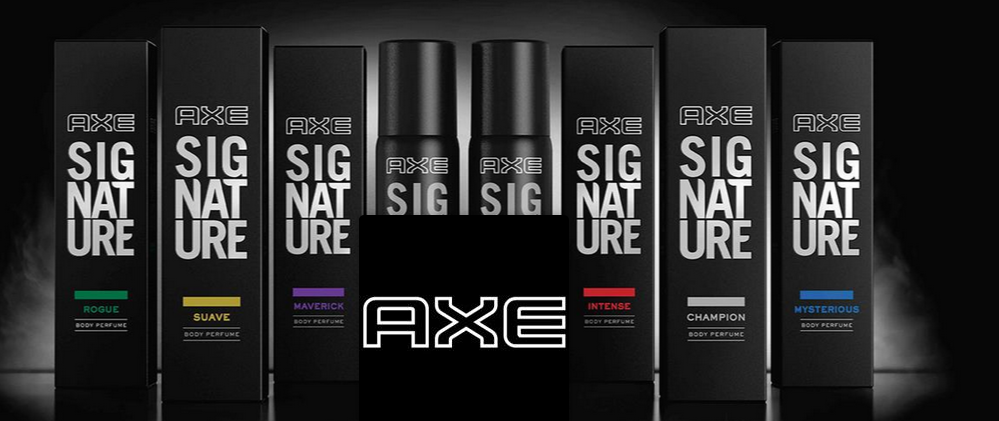 AXE
SIG
NAT
URE
ROGUE
BODY PERFUME
AXE
SIG
NAT
URE
SUAVE
BODY PERFUME
AXE
SIG
NAT
URE
MAVERICK
BODY PERFUME
AXE
SIG
AXE
SIG
AXE
AXE
SIG
NAT
URE
INTENSE
BODY PERFUME
AXE
SIG
NAT
URE
CHAMPION
BODY PERFUME
AXE
SIG
NAT
URE
MYSTERIOUS
BODY PERFUME